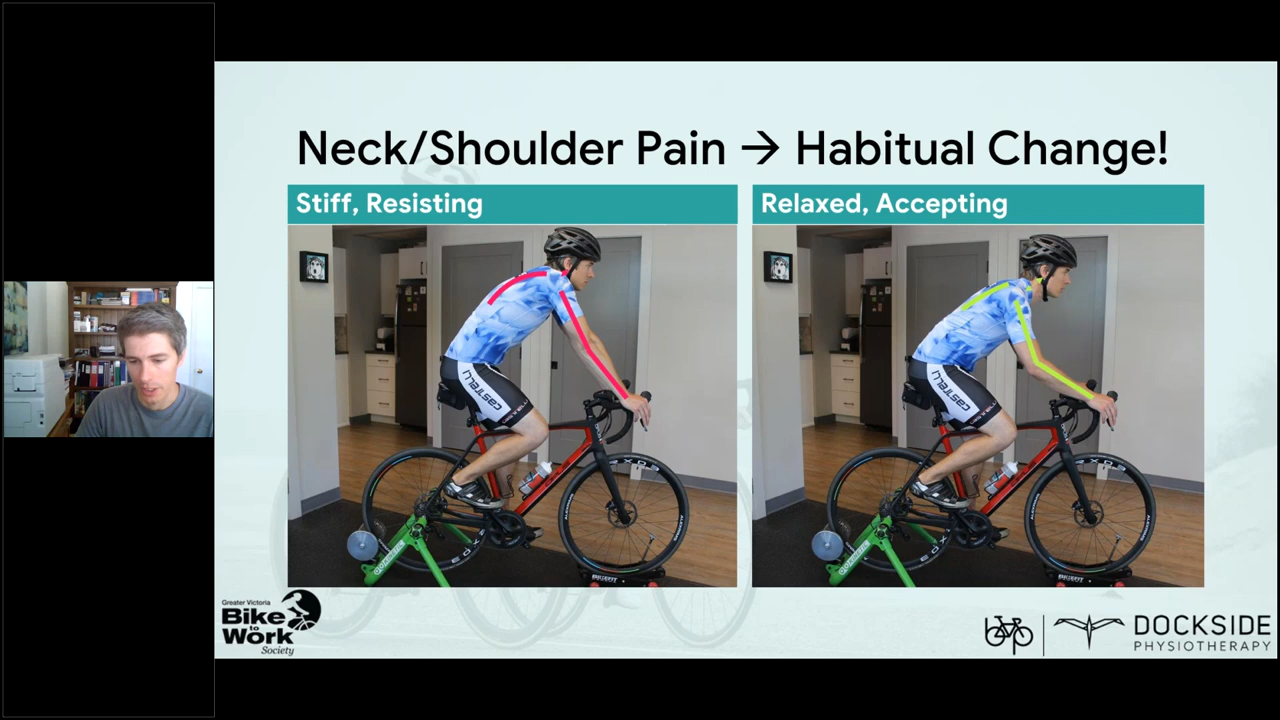 Neck/Shoulder Pain → Habitual Change!
Stiff, Resisting
Relaxed, Accepting
CASTELLI
CASTELLI
Greater Victoria
Bike
to
Work
Society
DOCKSIDE
PHYSIOTHERAPY